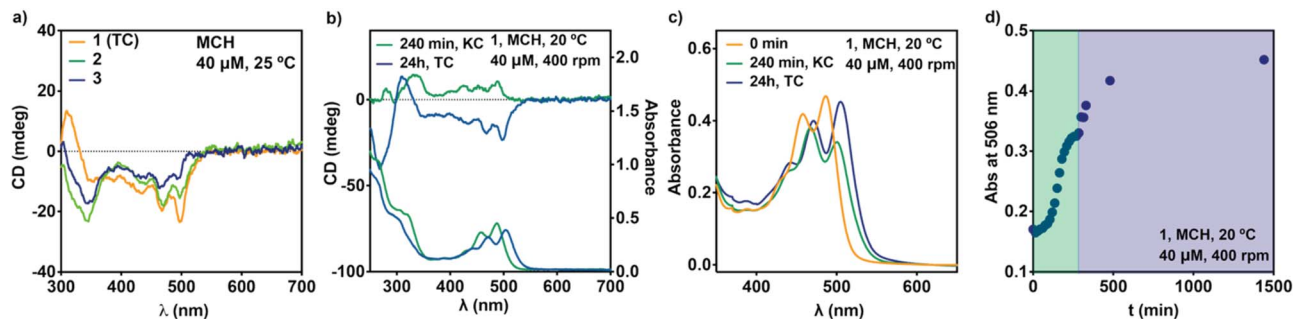 a)
CD (mdeg)
40
20
0
-20
-40
1 (TC)
2
3
MCH
40 µM, 25 ºC
300 400 500 600 700
λ (nm)
b)
CD (mdeg)
0
-50
-100
240 min, KC
24h, TC
1, MCH, 20 ºC
40 µM, 400 rpm
2.0
1.5
1.0
0.5
0.0
Absorbance
300 400 500 600 700
λ (nm)
c)
Absorbance
0.6
0.4
0.2
0.0
0 min
240 min, KC
24h, TC
1, MCH, 20 ºC
40 µM, 400 rpm
400 500 600
λ (nm)
d)
Abs at 506 nm
0.5
0.4
0.3
0.2
0.1
1, MCH, 20 ºC
40 µM, 400 rpm
0 500 1000 1500
t (min)